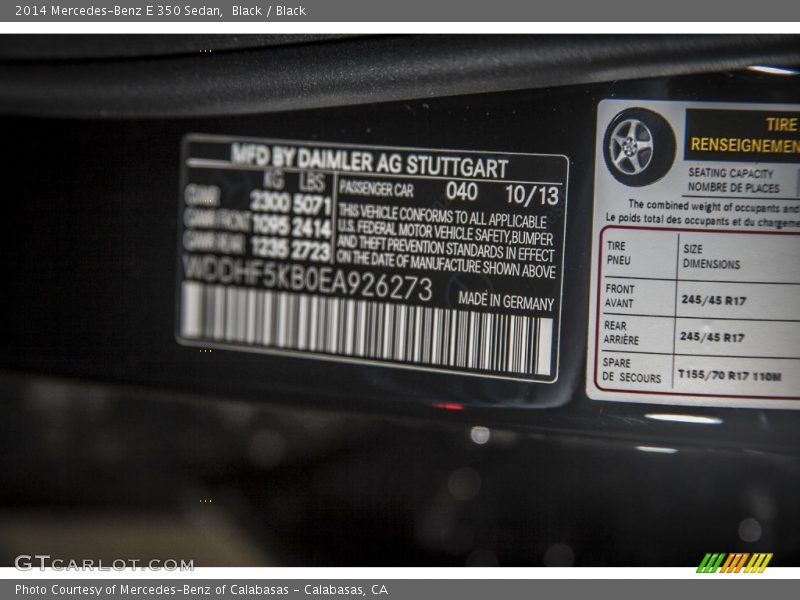 2014 Mercedes-Benz E 350 Sedan, Black / Black
MFD BY DAIMLER AG STUTTGART
KG LBS
GVWR 2300 5071
GAWR FRONT 1095 2414
GAWR REAR 1235 2723
PASSENGER CAR 040 10/13
THIS VEHICLE CONFORMS TO ALL APPLICABLE
U.S. FEDERAL MOTOR VEHICLE SAFETY,BUMPER
AND THEFT PREVENTION STANDARDS IN EFFECT
ON THE DATE OF MANUFACTURE SHOWN ABOVE
WDDHF5KB0EA926273
MADE IN GERMANY
TIRE
RENSEIGNEMEN
SEATING CAPACITY
NOMBRE DE PLACES
The combined weight of occupants and
Le poids total des occupants et du chargeme
TIRE
PNEU
SIZE
DIMENSIONS
FRONT
AVANT
245/45 R17
REAR
ARRIÈRE
245/45 R17
SPARE
DE SECOURS
T155/70 R17 110M
GTCARLOT.COM
Photo Courtesy of Mercedes-Benz of Calabasas - Calabasas, CA